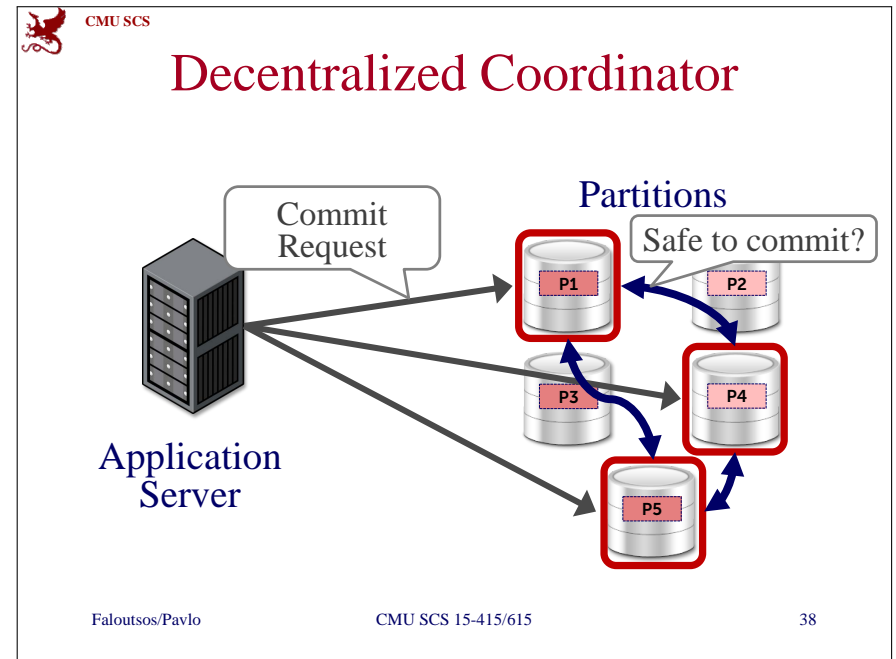 CMU SCS
Decentralized Coordinator
Partitions
Commit
Request
Safe to commit?
P1
P2
P3
P4
P5
Application
Server
Faloutsos/Pavlo
CMU SCS 15-415/615
38